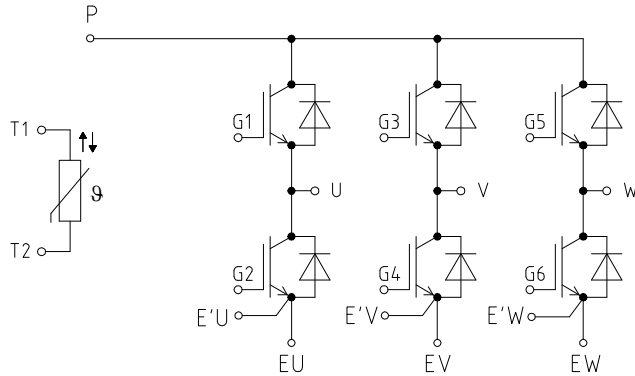 P
T1
G1 G3 G5
ϑ
U V W
T2
G2 G4 G6
E'U E'V E'W
EU EV EW